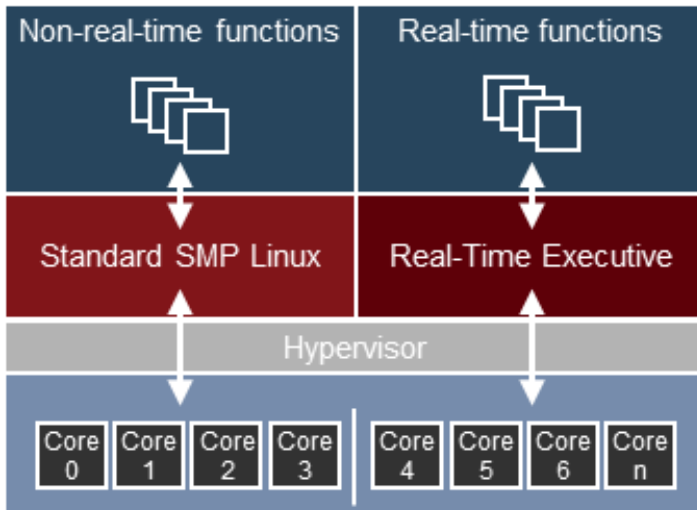 Non-real-time functions
Real-time functions
Standard SMP Linux
Real-Time Executive
Hypervisor
Core 0
Core 1
Core 2
Core 3
Core 4
Core 5
Core 6
Core n